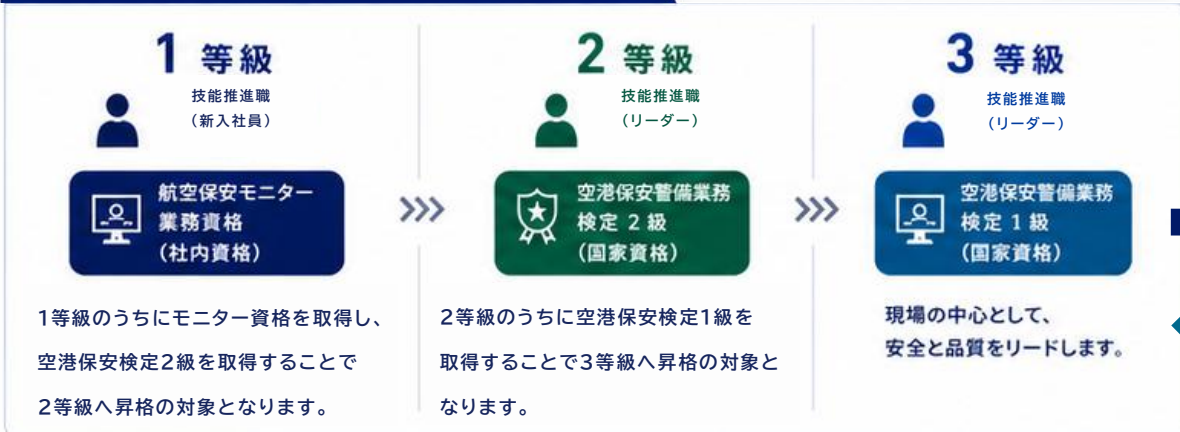 1 等級
技能推進職
（新入社員）
航空保安モニター
業務資格
（社内資格）
1等級のうちにモニター資格を取得し、
空港保安検定2級を取得することで
2等級へ昇格の対象となります。
2 等級
技能推進職
（リーダー）
空港保安警備業務
検定 2 級
（国家資格）
2等級のうちに空港保安検定1級を
取得することで3等級へ昇格の対象と
なります。
3 等級
技能推進職
（リーダー）
空港保安警備業務
検定 1 級
（国家資格）
現場の中心として、
安全と品質をリードします。